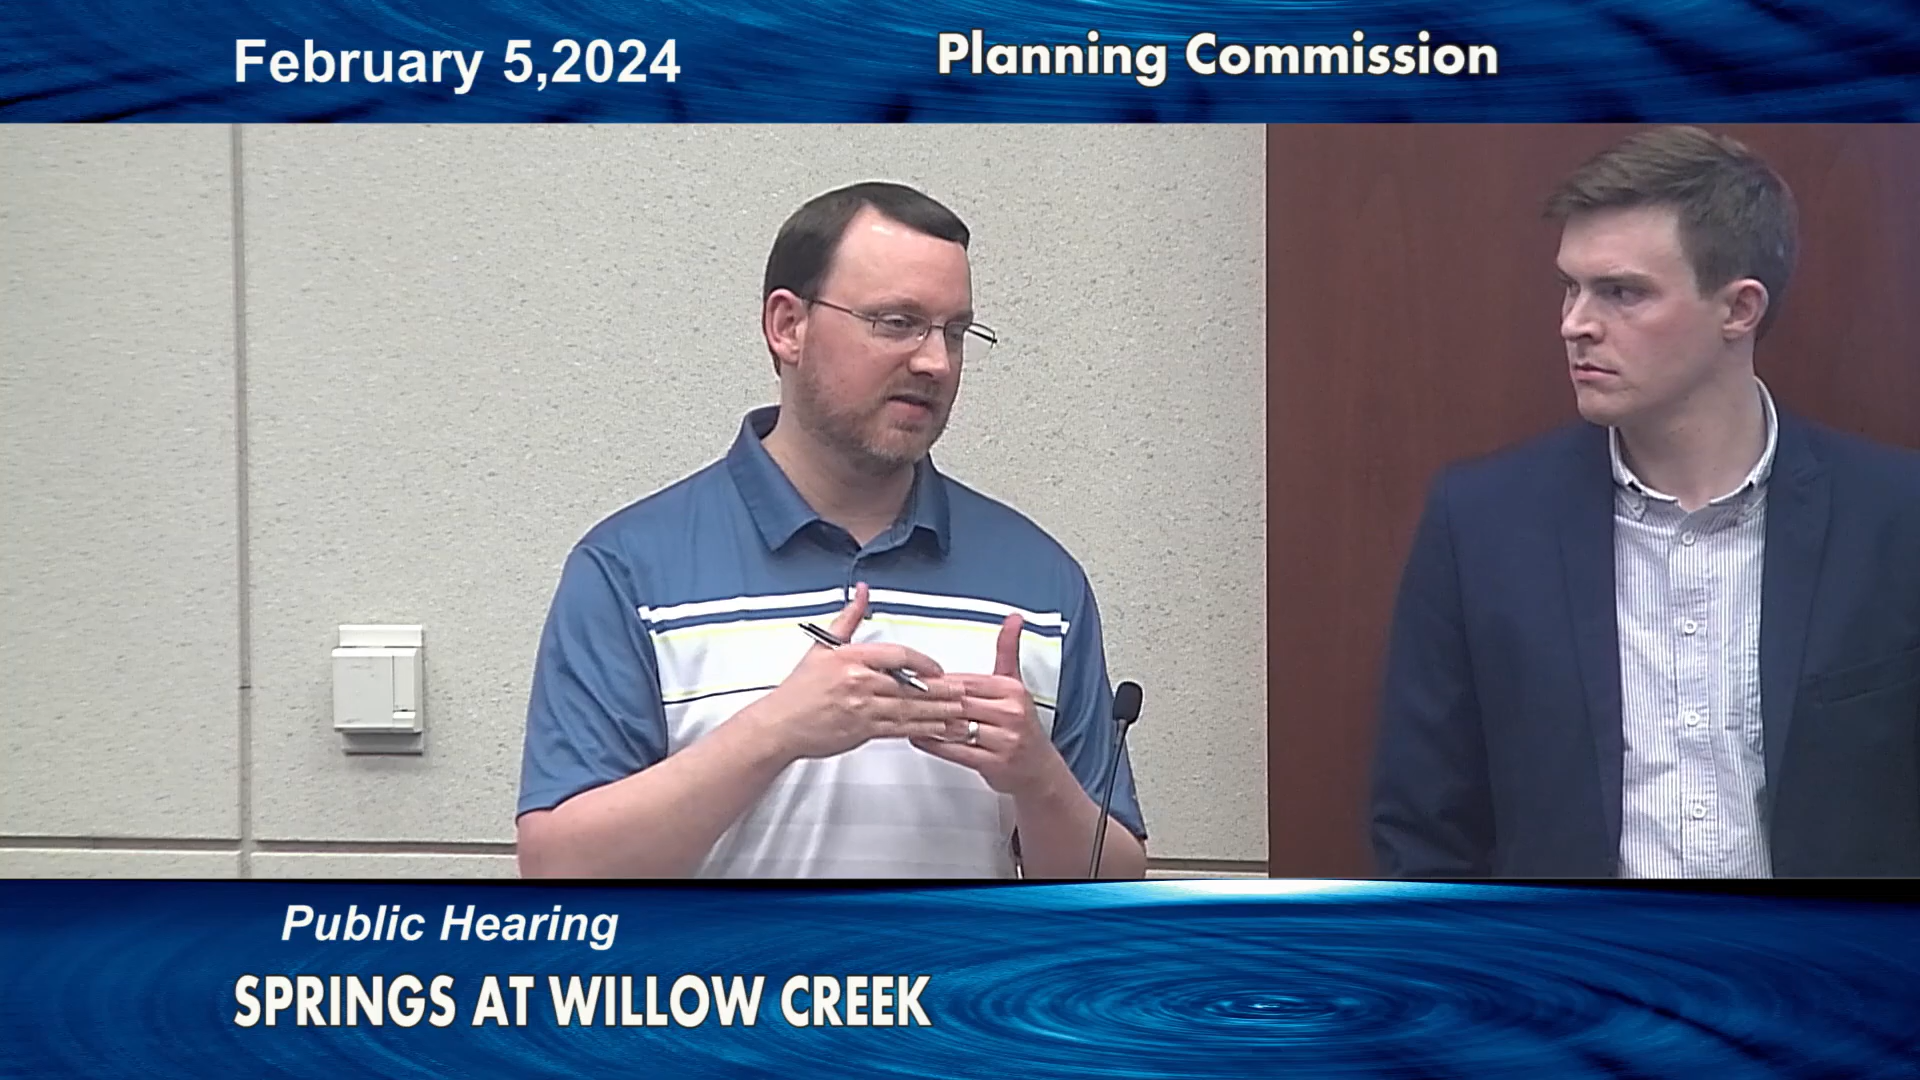 February 5,2024
Planning Commission
Public Hearing
SPRINGS AT WILLOW CREEK